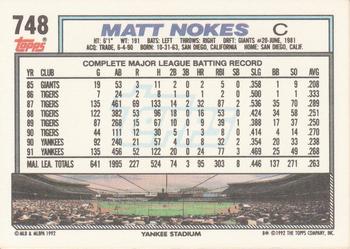 748
MATT NOKES
C
Topps
HT: 6'1" WT: 191 BATS: LEFT THROWS: RIGHT DRFT: GIANTS #20-JUNE, 1981
ACQ: TRADE, 6-4-90 BORN: 10-31-63, SAN DIEGO, CALIFORNIA HOME: SAN DIEGO, CALIF.
COMPLETE MAJOR LEAGUE BATTING RECORD
YR CLUB G AB R H 2B 3B HR RBI SB SLG BB SO AVG
85 GIANTS 19 53 3 11 2 0 2 5 0 .358 1 9 .208
86 TIGERS 7 24 2 8 1 0 1 2 0 .500 1 1 .333
87 TIGERS 135 461 69 133 14 2 32 87 2 .536 35 70 .289
88 TIGERS 122 382 53 96 18 0 16 53 0 .424 34 58 .251
89 TIGERS 87 268 15 67 10 0 9 39 1 .388 17 37 .250
90 TIGERS 44 111 12 30 5 1 3 8 0 .414 4 14 .270
90 YANKEES 92 240 21 57 4 0 8 32 2 .354 20 33 .238
91 YANKEES 135 456 52 122 20 0 24 77 3 .469 25 49 .268
MAJ. LEA. TOTALS 641 1995 227 524 74 3 95 303 8 .446 137 271 .263
© MLB & MLBPA 1992
YANKEE STADIUM
B* © 1992 THE TOPPS COMPANY, INC.